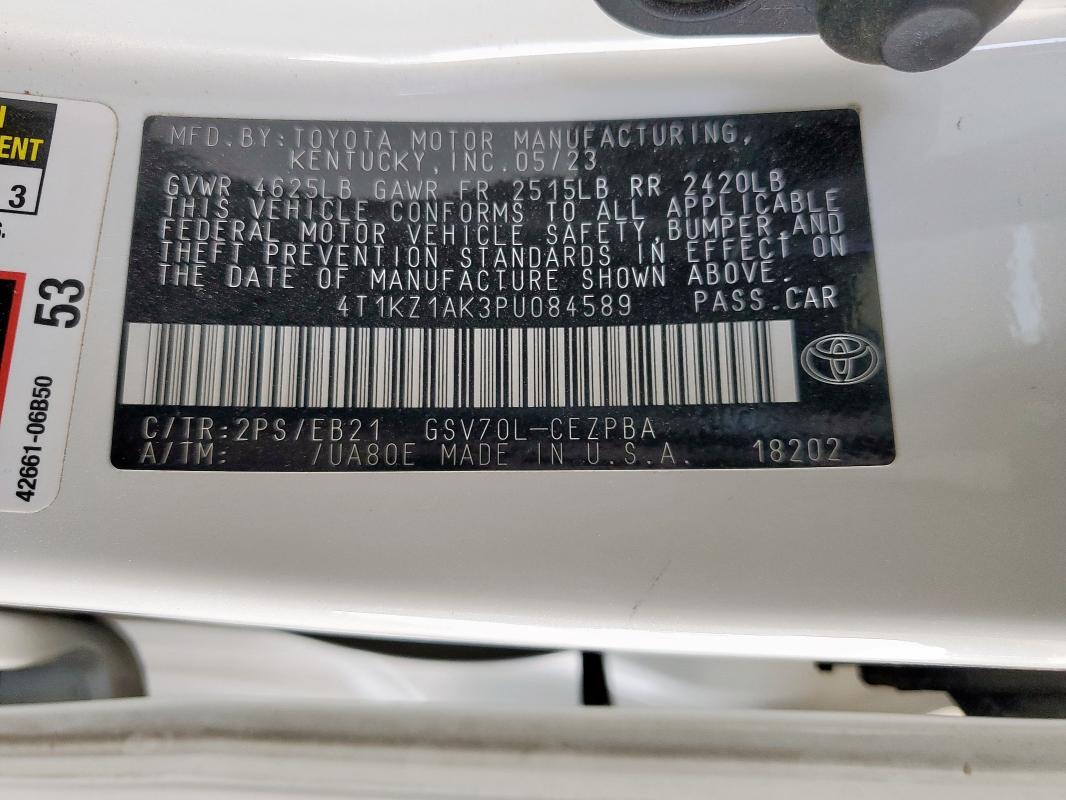 MFD. BY: TOYOTA MOTOR MANUFACTURING,
KENTUCKY, INC. 05/23
GVWR 4625LB GAWR FR 2515LB RR 2420LB
THIS VEHICLE CONFORMS TO ALL APPLICABLE
FEDERAL MOTOR VEHICLE SAFETY, BUMPER, AND
THEFT PREVENTION STANDARDS IN EFFECT ON
THE DATE OF MANUFACTURE SHOWN ABOVE.
4T1KZ1AK3PU084589 PASS. CAR
C/TR: 2PS/EB21 GSV70L-CEZPBA
A/TM: /UA80E MADE IN U.S.A. 18202
ENT
3
53
42661-06B50